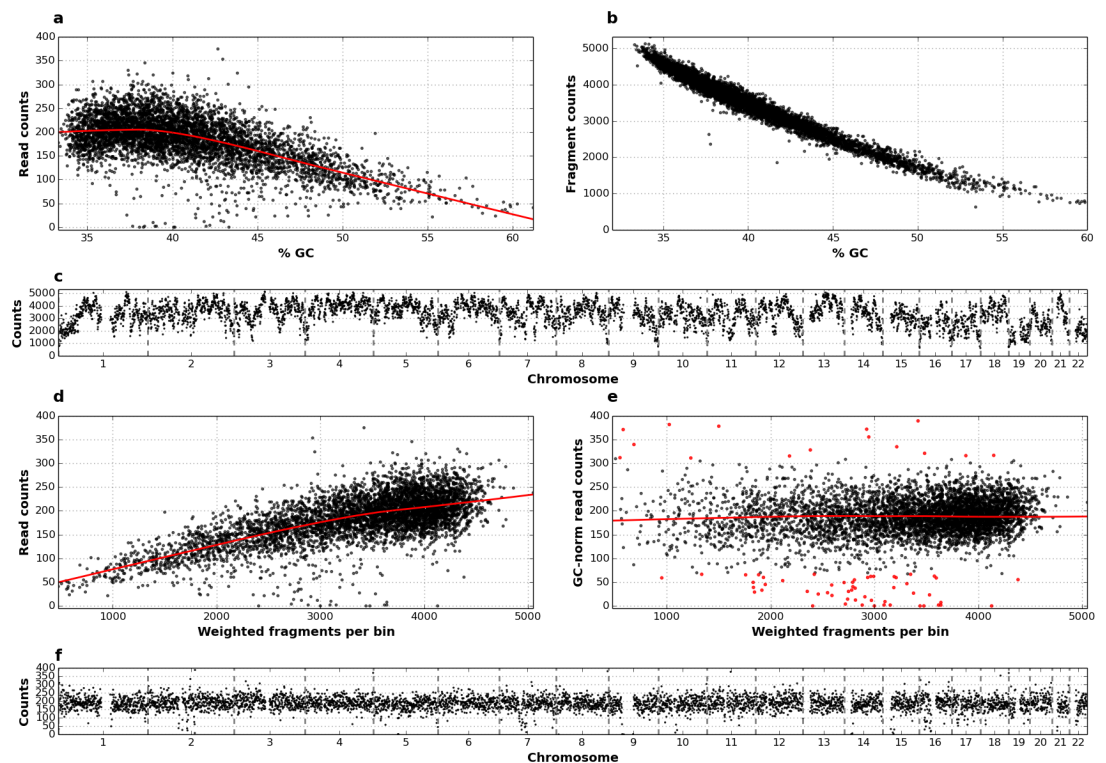 a
b
400
350
300
250
200
150
100
50
0
Read counts
35 40 45 50 55 60
% GC
5000
4000
3000
2000
1000
0
Fragment counts
35 40 45 50 55 60
% GC
c
5000
4000
3000
2000
1000
0
Counts
1 2 3 4 5 6 7 8 9 10 11 12 13 14 15 16 17 18 19 20 21 22
Chromosome
d
e
400
350
300
250
200
150
100
50
0
Read counts
1000 2000 3000 4000 5000
Weighted fragments per bin
400
350
300
250
200
150
100
50
0
GC-norm read counts
1000 2000 3000 4000 5000
Weighted fragments per bin
f
400
350
300
250
200
150
100
50
0
Counts
1 2 3 4 5 6 7 8 9 10 11 12 13 14 15 16 17 18 19 20 21 22
Chromosome